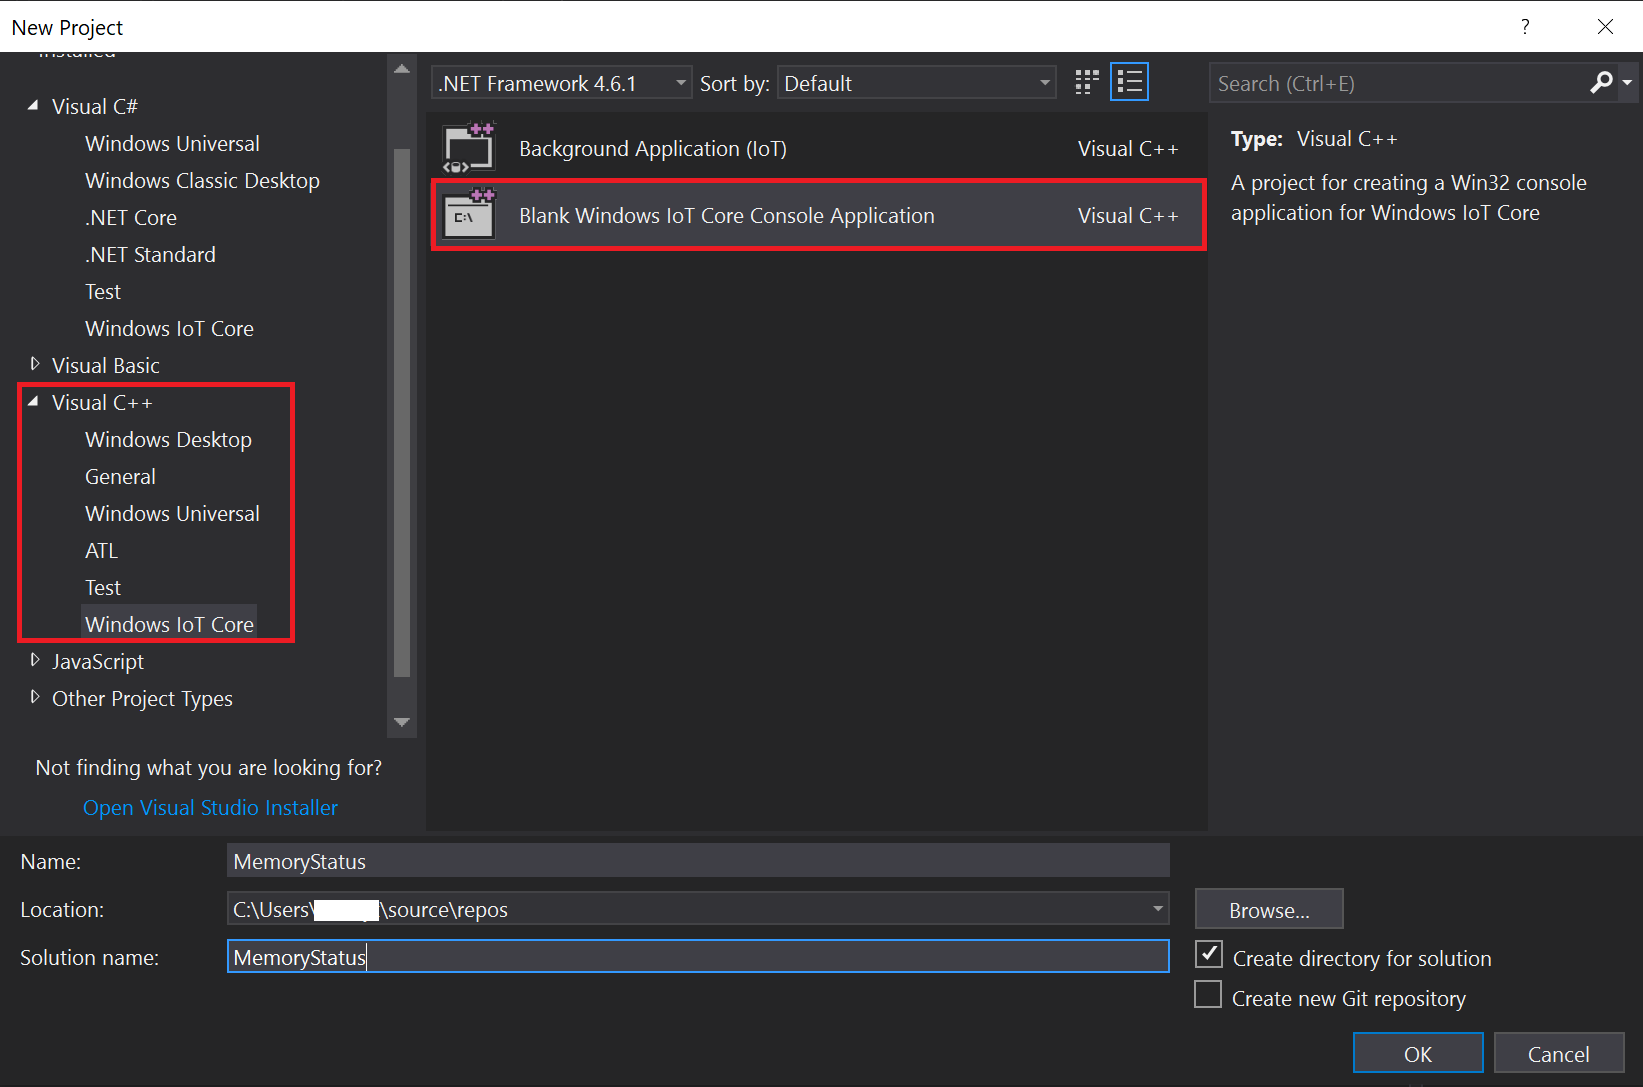 New Project
?
Installed
Visual C#
Windows Universal
Windows Classic Desktop
.NET Core
.NET Standard
Test
Windows IoT Core
Visual Basic
Visual C++
Windows Desktop
General
Windows Universal
ATL
Test
Windows IoT Core
JavaScript
Other Project Types
Not finding what you are looking for?
Open Visual Studio Installer
.NET Framework 4.6.1 Sort by: Default
Background Application (IoT) Visual C++
C:\ Blank Windows IoT Core Console Application Visual C++
Search (Ctrl+E)
Type: Visual C++
A project for creating a Win32 console
application for Windows IoT Core
Name: MemoryStatus
Location: C:\Users\ \source\repos Browse...
Solution name: MemoryStatus
Create directory for solution
Create new Git repository
OK Cancel